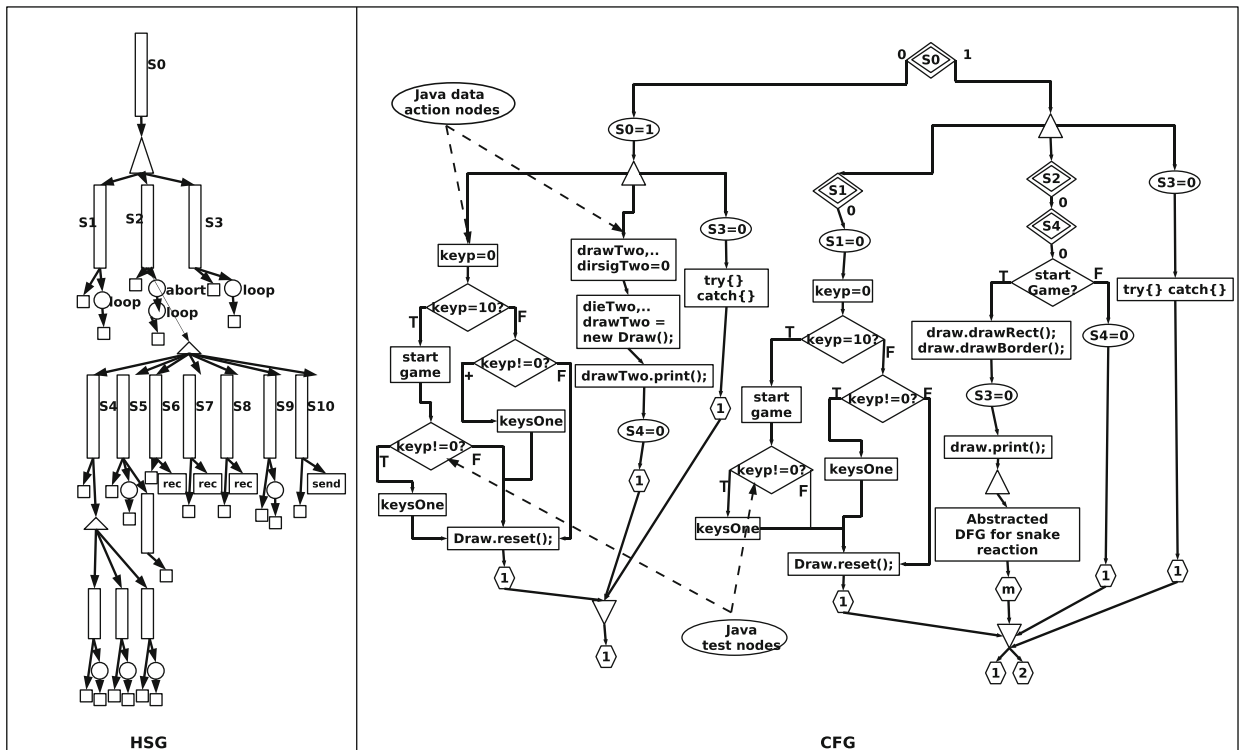 S0
S1
S2
S3
abort
loop
loop
loop
S4
S5
S6
S7
S8
S9
S10
rec
rec
rec
send
HSG
0
S0
1
Java data
action nodes
S0=1
keyp=0
drawTwo,..
dirsigTwo=0
S3=0
try{}
catch{}
keyp=10?
T
F
dieTwo,..
drawTwo =
new Draw();
start
game
keyp!=0?
+
F
drawTwo.print();
keysOne
1
keyp!=0?
T
F
S4=0
1
keysOne
Draw.reset();
1
1
Java
test nodes
S1
0
S1=0
keyp=0
keyp=10?
T
F
start
game
keyp!=0?
T
F
keyp!=0?
T
F
keysOne
keysOne
Draw.reset();
1
S2
0
S4
0
start
Game?
T
F
draw.drawRect();
draw.drawBorder();
S4=0
S3=0
draw.print();
Abstracted
DFG for snake
reaction
m
1
S3=0
try{} catch{}
1
1
2
CFG